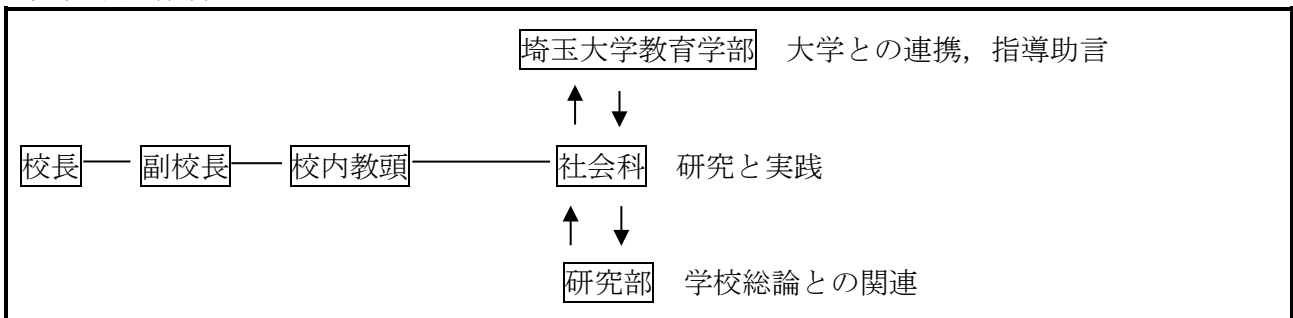 埼玉大学教育学部 大学との連携，指導助言
校長 副校長 校内教頭 社会科 研究と実践
研究部 学校総論との関連